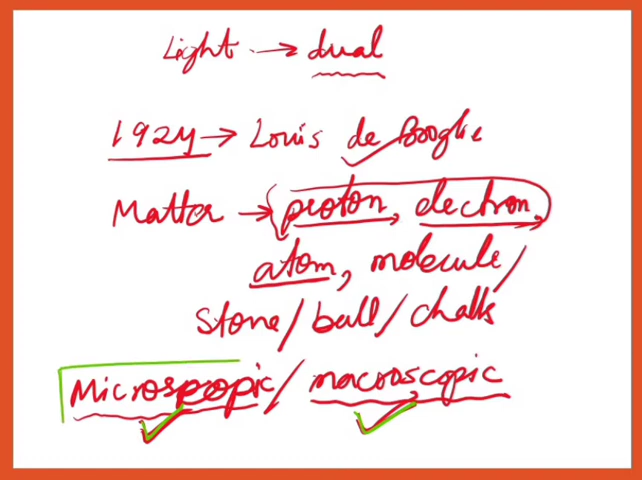 Light → dual
1924 → Louis de Broglie
Matter → proton, electron,
atom, molecule/
stone/ball/chalk
Microscopic/macroscopic